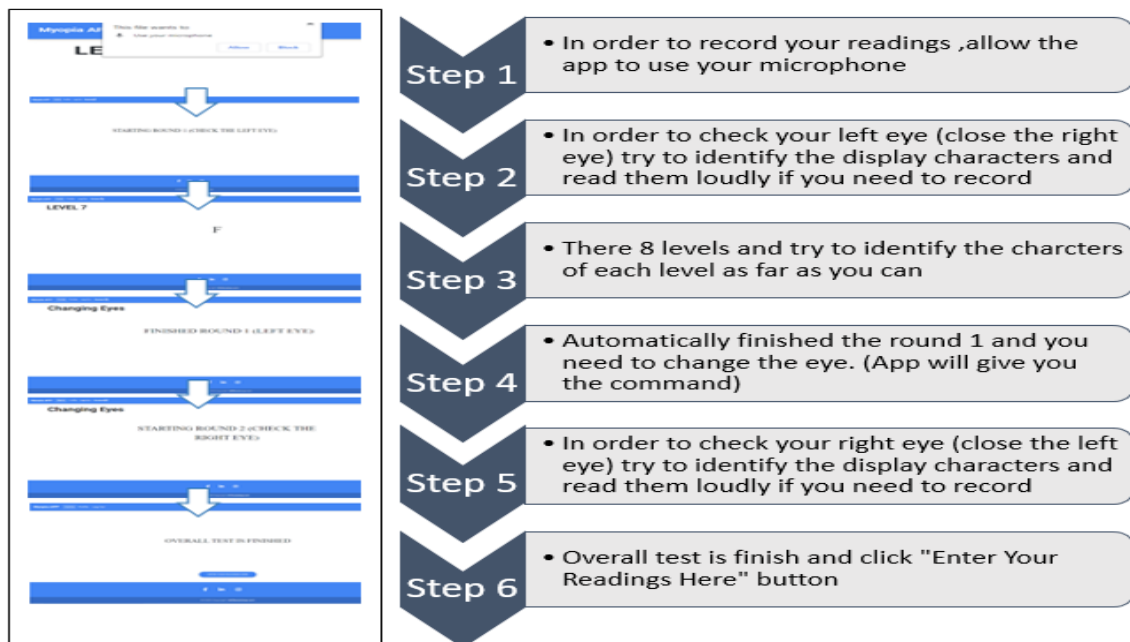 Myopia
This file wants to
Use your microphone
Allow Block
LE
STARTING ROUND 1 (CHECK THE LEFT EYE)
LEVEL 7
F
Changing Eyes
FINISHED ROUND 1 (LEFT EYE)
Changing Eyes
STARTING ROUND 2 (CHECK THE
RIGHT EYE)
OVERALL TEST IS FINISHED
Step 1
• In order to record your readings ,allow the
app to use your microphone
Step 2
• In order to check your left eye (close the right
eye) try to identify the display characters and
read them loudly if you need to record
Step 3
• There 8 levels and try to identify the charcters
of each level as far as you can
Step 4
• Automatically finished the round 1 and you
need to change the eye. (App will give you
the command)
Step 5
• In order to check your right eye (close the left
eye) try to identify the display characters and
read them loudly if you need to record
Step 6
• Overall test is finish and click "Enter Your
Readings Here" button